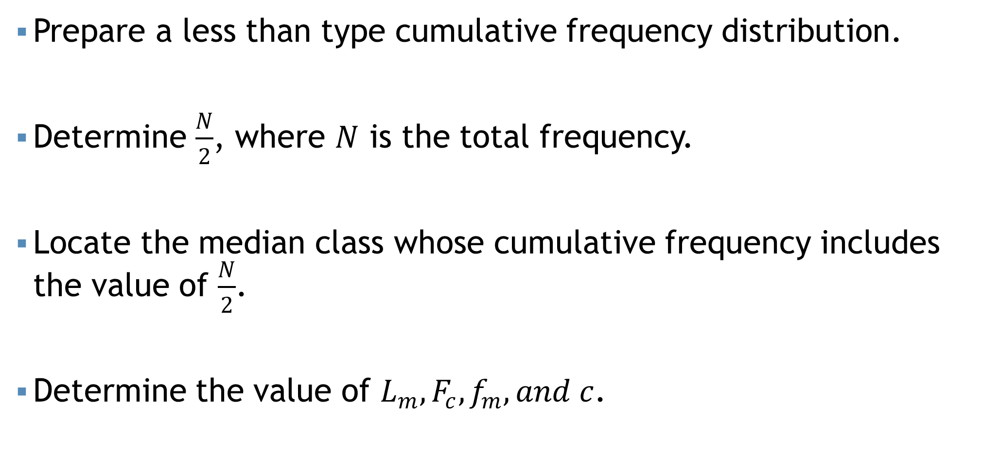 ▪ Prepare a less than type cumulative frequency distribution.
▪ Determine $\frac{N}{2}$, where $N$ is the total frequency.
▪ Locate the median class whose cumulative frequency includes
the value of $\frac{N}{2}$.
▪ Determine the value of $L_m, F_c, f_m, and\ c$.